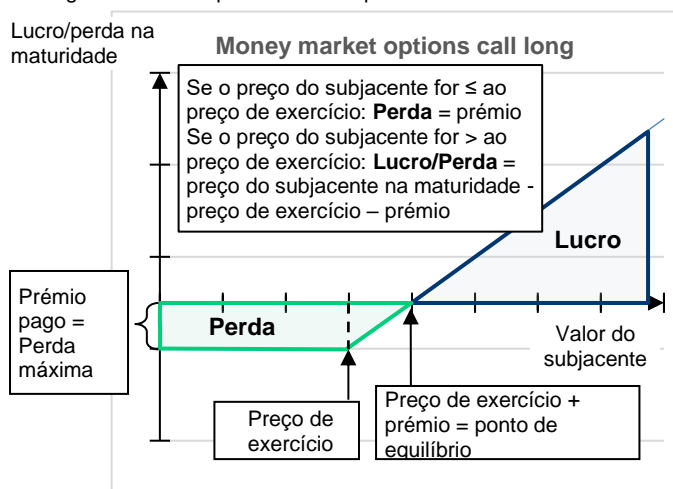 Lucro/perda na
maturidade
Money market options call long
Se o preço do subjacente for ≤ ao
preço de exercício: Perda = prémio
Se o preço do subjacente for > ao
preço de exercício: Lucro/Perda =
preço do subjacente na maturidade -
preço de exercício – prémio
Lucro
Prémio
pago =
Perda
máxima
Perda
Valor do
subjacente
Preço de
exercício
Preço de exercício +
prémio = ponto de
equilíbrio